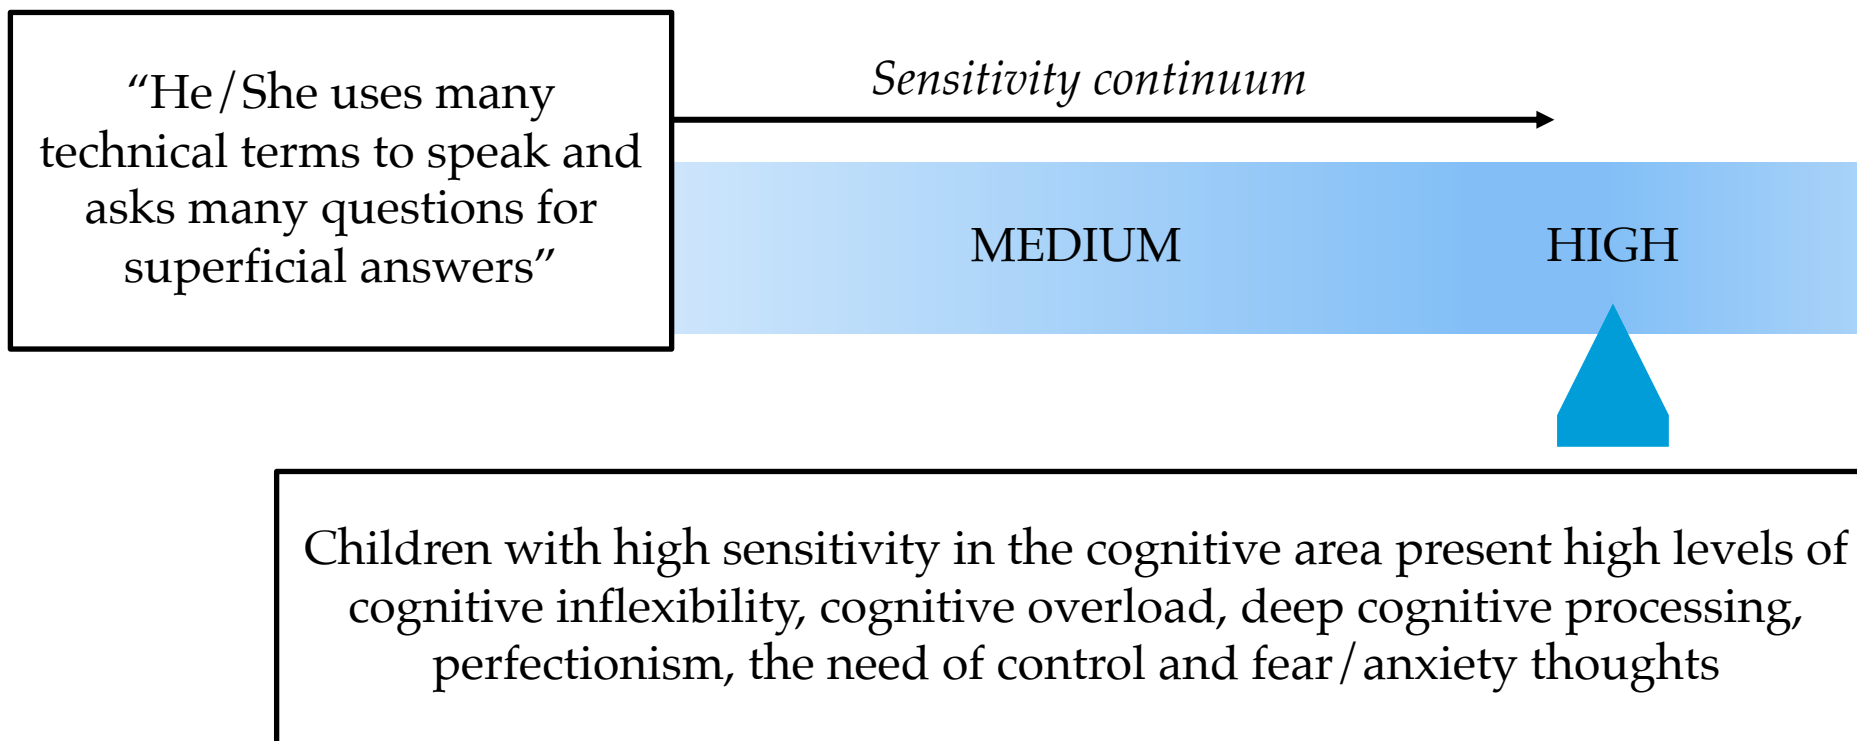 “He/She uses many
technical terms to speak and
asks many questions for
superficial answers”
Sensitivity continuum
MEDIUM
HIGH
Children with high sensitivity in the cognitive area present high levels of
cognitive inflexibility, cognitive overload, deep cognitive processing,
perfectionism, the need of control and fear/anxiety thoughts